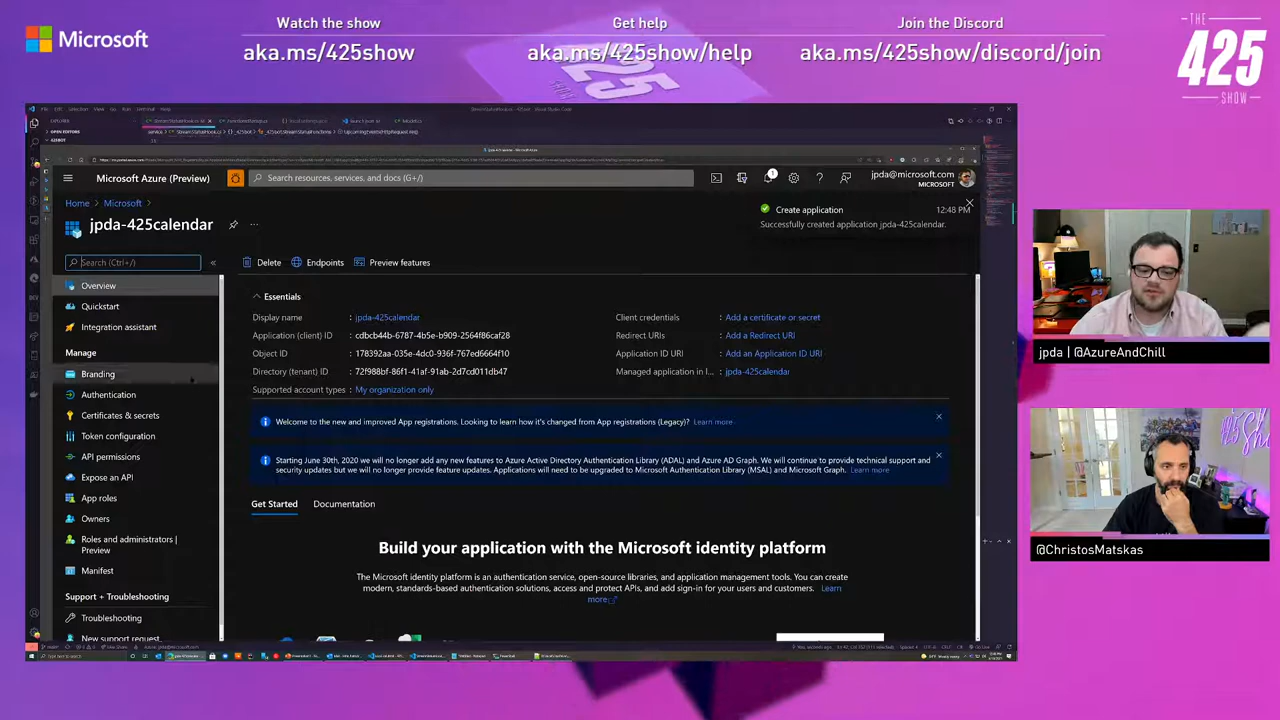 Microsoft
Watch the show
aka.ms/425show
Get help
aka.ms/425show/help
Join the Discord
aka.ms/425show/discord/join
THE
425
SHOW
Microsoft Azure (Preview)
Search resources, services, and docs (G+/)
1
jpda@microsoft.com
MICROSOFT
Home
Microsoft
jpda-425calendar
Create application
12:48 PM
Successfully created application jpda-425calendar.
Search (Ctrl+/)
Delete
Endpoints
Preview features
Overview
Quickstart
Integration assistant
Manage
Branding
Authentication
Certificates & secrets
Token configuration
API permissions
Expose an API
App roles
Owners
Roles and administrators |
Preview
Manifest
Support + Troubleshooting
Troubleshooting
New support request
Essentials
Display name : jpda-425calendar
Application (client) ID : cdbcb44b-6787-4b5e-b909-2564f86caf28
Object ID : 178392aa-035e-4dc0-936f-767ed6664f10
Directory (tenant) ID : 72f988bf-86f1-41af-91ab-2d7cd011db47
Supported account types : My organization only
Client credentials : Add a certificate or secret
Redirect URIs : Add a Redirect URI
Application ID URI : Add an Application ID URI
Managed application in l... : jpda-425calendar
Welcome to the new and improved App registrations. Looking to learn how it's changed from App registrations (Legacy)? Learn more
Starting June 30th, 2020 we will no longer add any new features to Azure Active Directory Authentication Library (ADAL) and Azure AD Graph. We will continue to provide technical support and
security updates but we will no longer provide feature updates. Applications will need to be upgraded to Microsoft Authentication Library (MSAL) and Microsoft Graph. Learn more
Get Started
Documentation
Build your application with the Microsoft identity platform
The Microsoft identity platform is an authentication service, open-source libraries, and application management tools. You can create
modern, standards-based authentication solutions, access and protect APIs, and add sign-in for your users and customers. Learn
more
jpda | @AzureAndChill
@ChristosMatskas